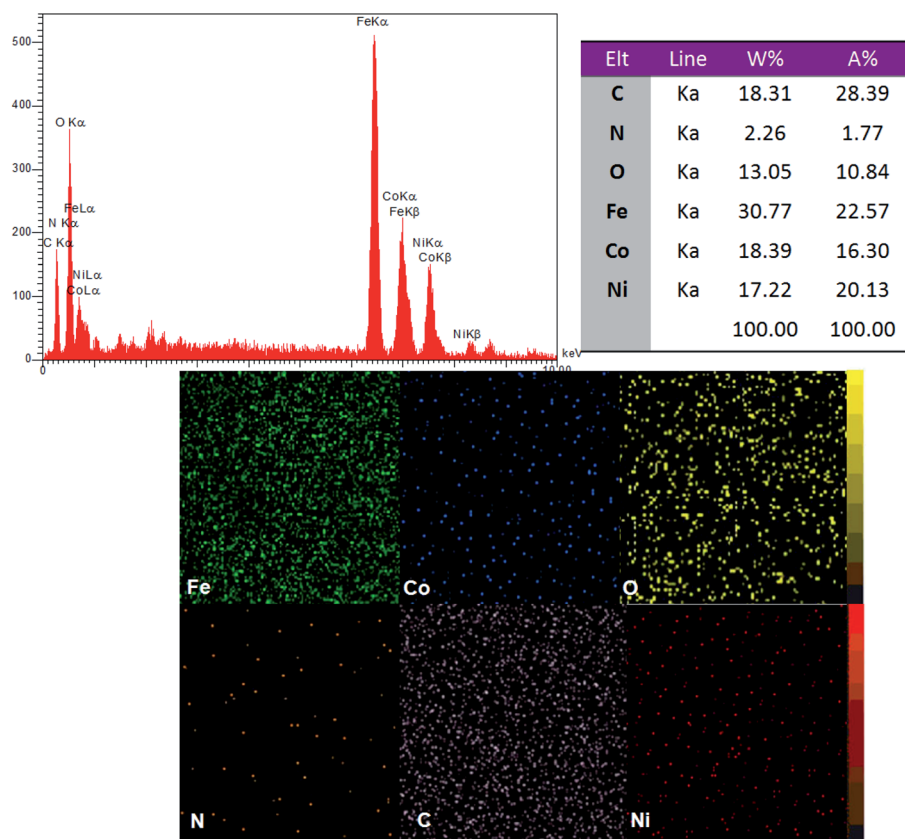 FeKα
500
400
O Kα
300
FeLα
N Kα
200
C Kα
CoKα
FeKβ
NiKα
CoKβ
NiLα
CoLα
100
NiKβ
0
keV
0
Elt Line W% A%
C Ka 18.31 28.39
N Ka 2.26 1.77
O Ka 13.05 10.84
Fe Ka 30.77 22.57
Co Ka 18.39 16.30
Ni Ka 17.22 20.13
100.00 100.00
Fe Co O
N C Ni